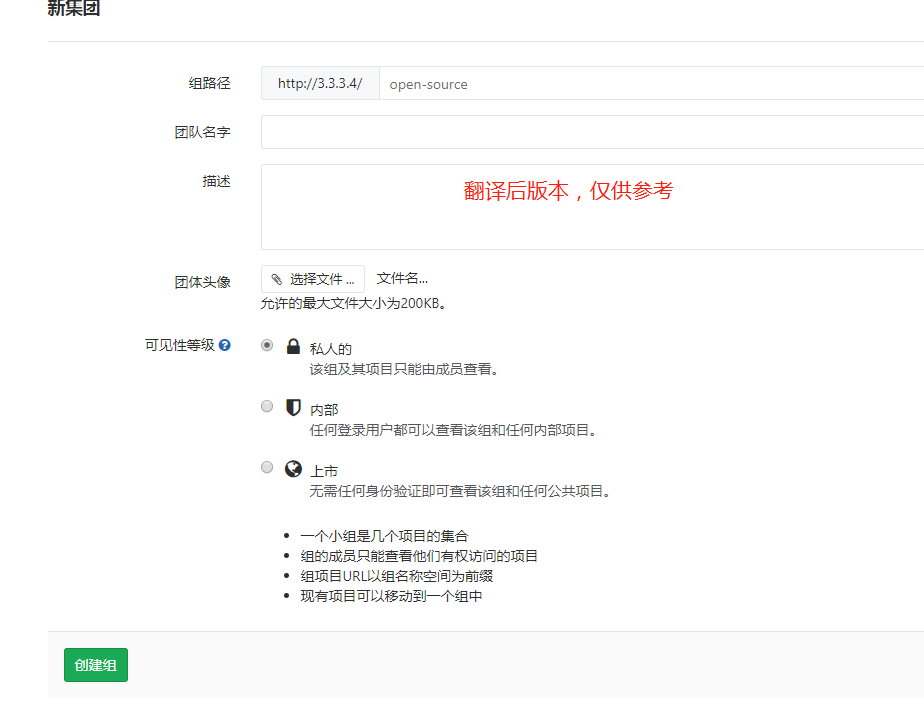 新集团
组路径 http://3.3.3.4/ open-source
团队名字
描述
翻译后版本，仅供参考
团体头像 选择文件 ... 文件名...
允许的最大文件大小为200KB。
可见性等级 ?
私人的
该组及其项目只能由成员查看。
内部
任何登录用户都可以查看该组和任何内部项目。
上市
无需任何身份验证即可查看该组和任何公共项目。
• 一个小组是几个项目的集合
• 组的成员只能查看他们有权访问的项目
• 组项目URL以组名称空间为前缀
• 现有项目可以移动到一个组中
创建组